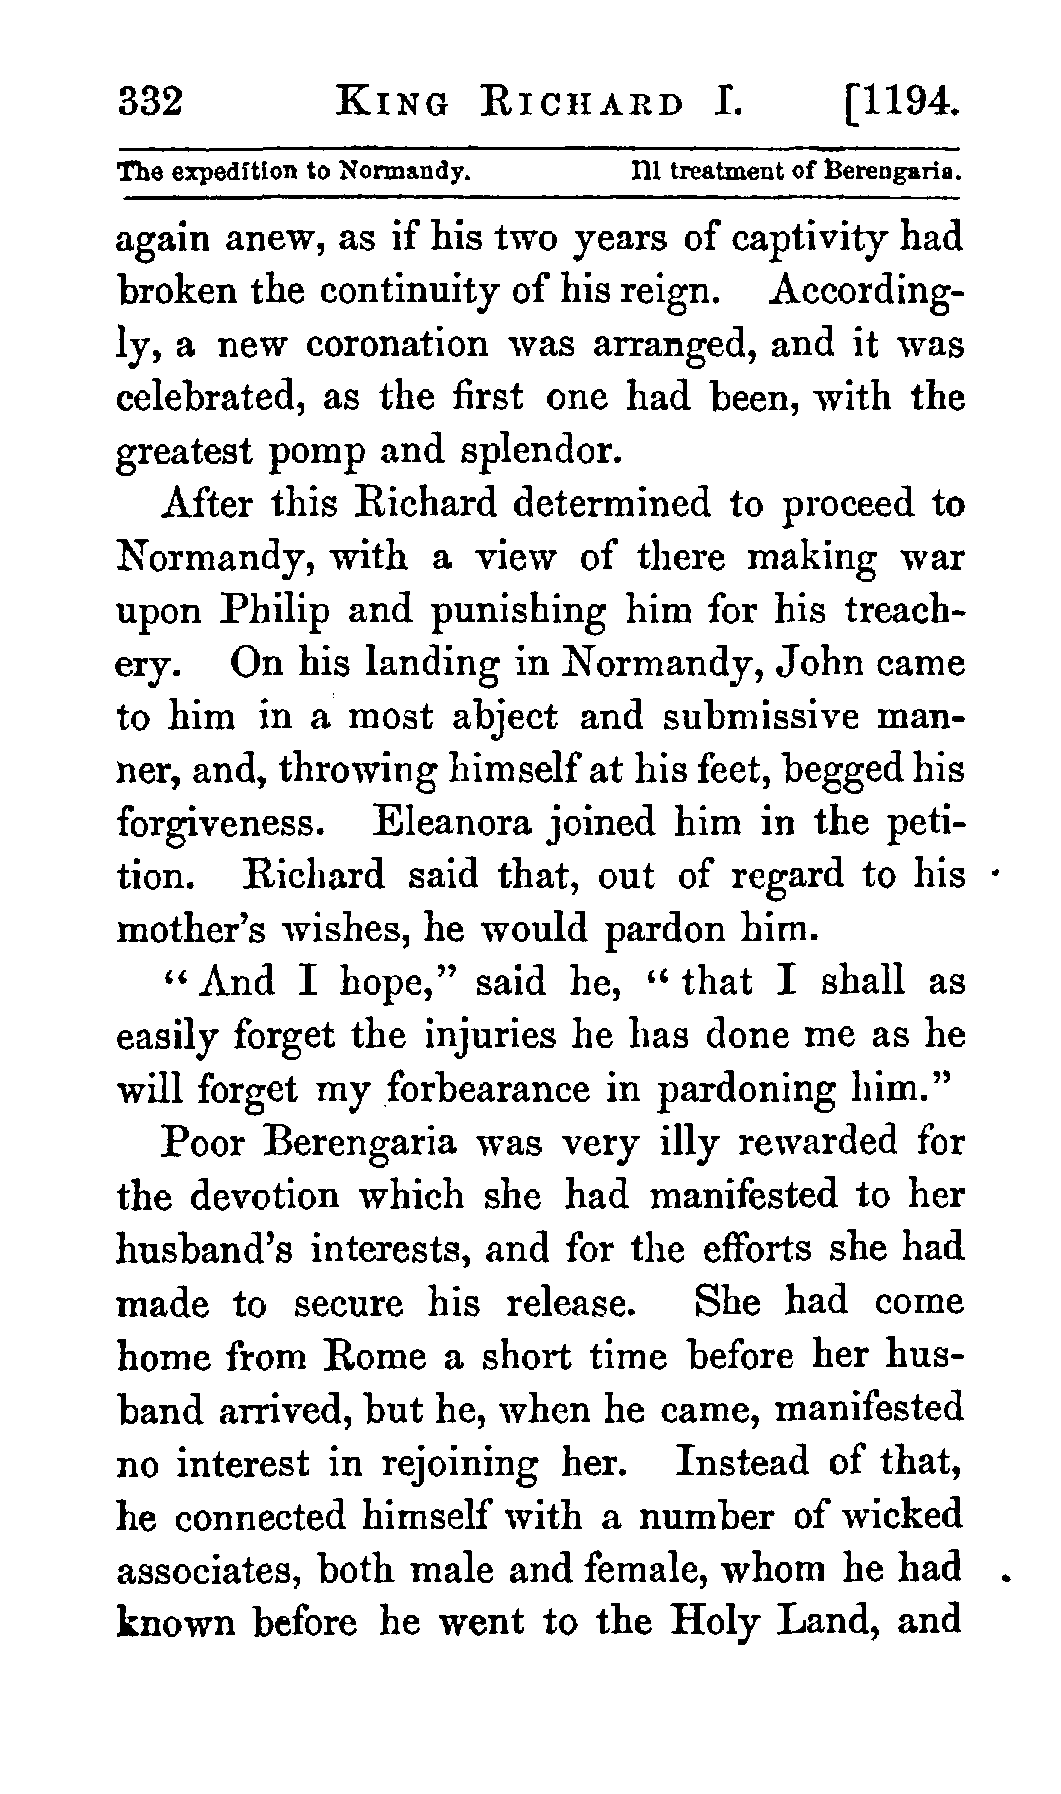 332 KING RICHARD I. [1194.
The expedition to Normandy. Ill treatment of Berengaria.
again anew, as if his two years of captivity had
broken the continuity of his reign. According-
ly, a new coronation was arranged, and it was
celebrated, as the first one had been, with the
greatest pomp and splendor.
After this Richard determined to proceed to
Normandy, with a view of there making war
upon Philip and punishing him for his treach-
ery. On his landing in Normandy, John came
to him in a most abject and submissive man-
ner, and, throwing himself at his feet, begged his
forgiveness. Eleanora joined him in the peti-
tion. Richard said that, out of regard to his
mother's wishes, he would pardon him.
"And I hope," said he, "that I shall as
easily forget the injuries he has done me as he
will forget my forbearance in pardoning him."
Poor Berengaria was very illy rewarded for
the devotion which she had manifested to her
husband's interests, and for the efforts she had
made to secure his release. She had come
home from Rome a short time before her hus-
band arrived, but he, when he came, manifested
no interest in rejoining her. Instead of that,
he connected himself with a number of wicked
associates, both male and female, whom he had
known before he went to the Holy Land, and